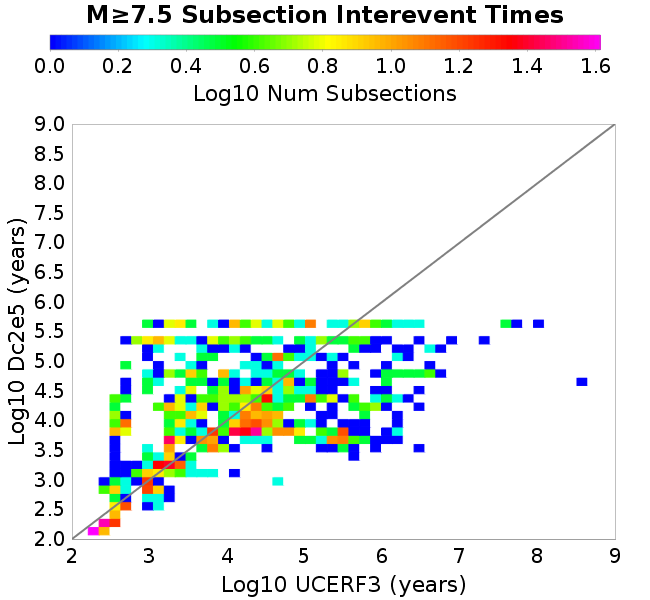 M≥7.5 Subsection Interevent Times
0.0 0.2 0.4 0.6 0.8 1.0 1.2 1.4 1.6
Log10 Num Subsections
9.0
8.5
8.0
7.5
7.0
6.5
6.0
5.5
5.0
4.5
4.0
3.5
3.0
2.5
2.0
Log10 Dc2e5 (years)
2 3 4 5 6 7 8 9
Log10 UCERF3 (years)